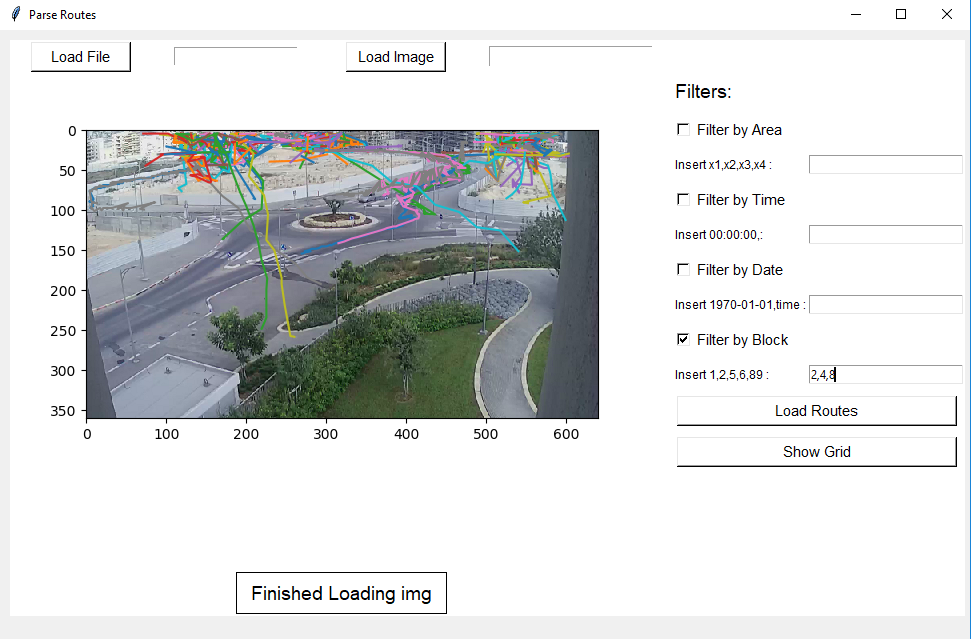 Parse Routes
Load File
Load Image
Filters:
Filter by Area
Insert x1,x2,x3,x4 :
Filter by Time
Insert 00:00:00,:
Filter by Date
Insert 1970-01-01,time :
Filter by Block
Insert 1,2,5,6,89 :
2,4,8
Load Routes
Show Grid
0
50
100
150
200
250
300
350
0 100 200 300 400 500 600
Finished Loading img